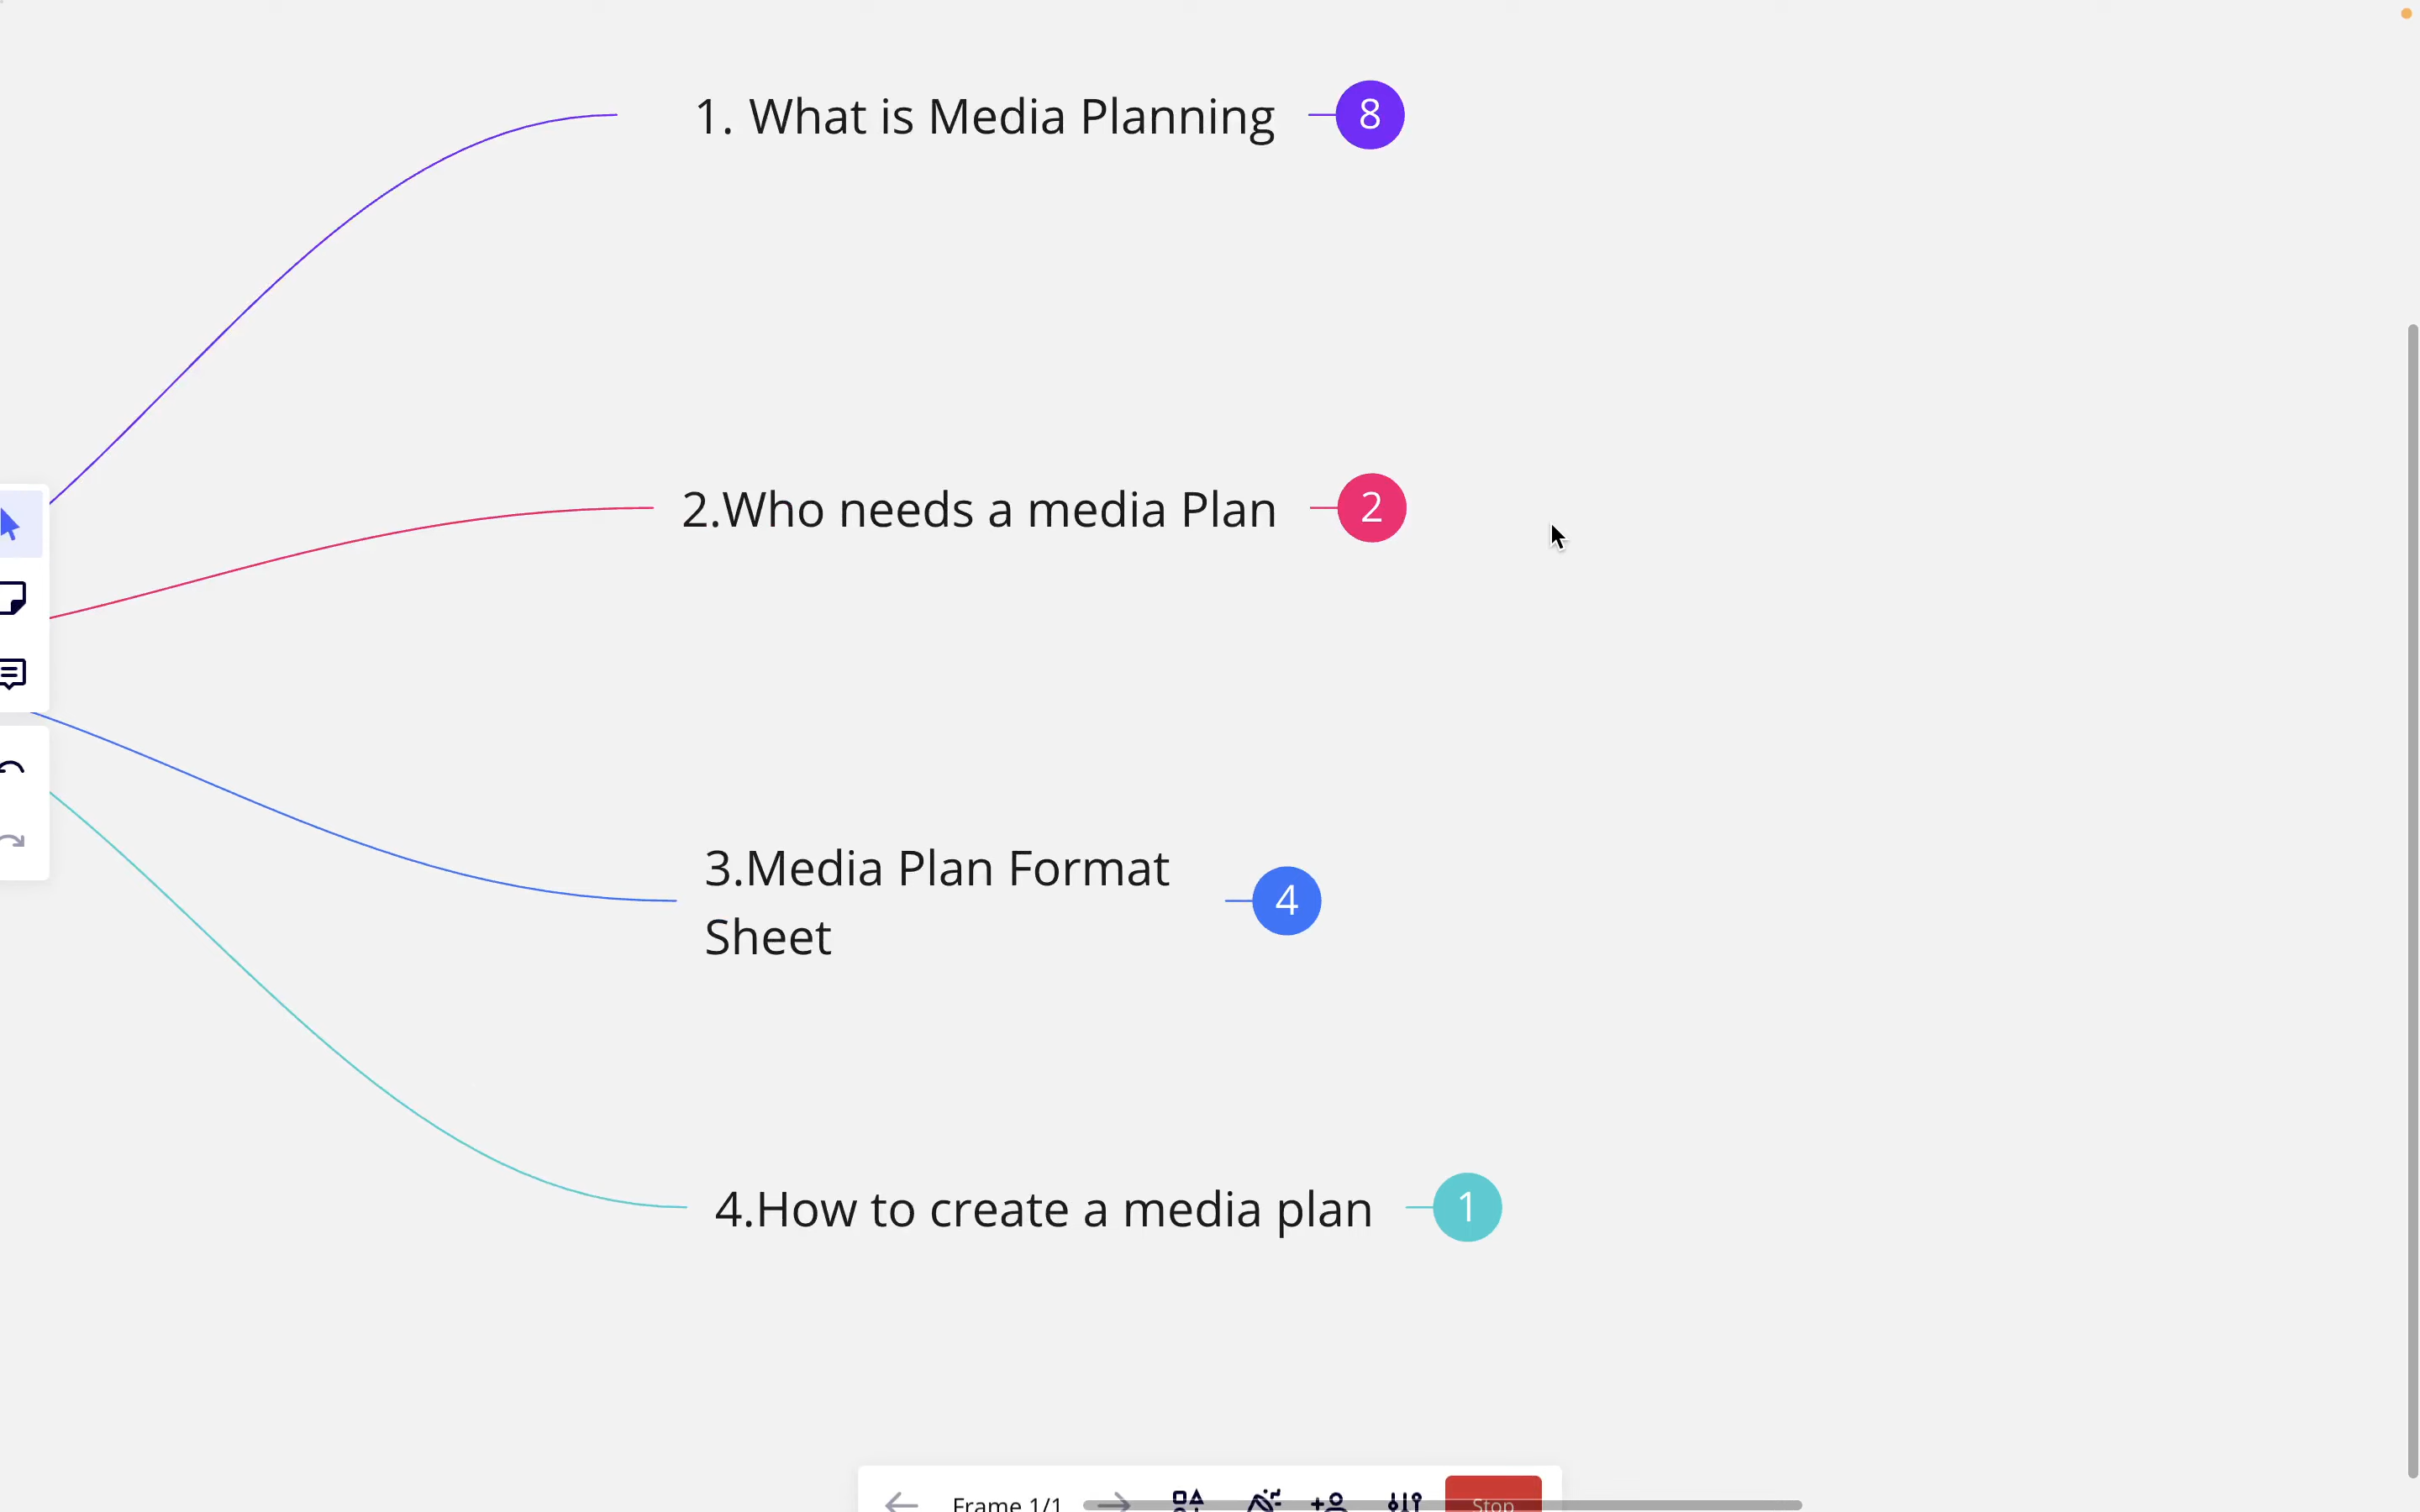 1. What is Media Planning
8
2.Who needs a media Plan
2
3.Media Plan Format
Sheet
4
4.How to create a media plan
1
Frame 1/1
Stop